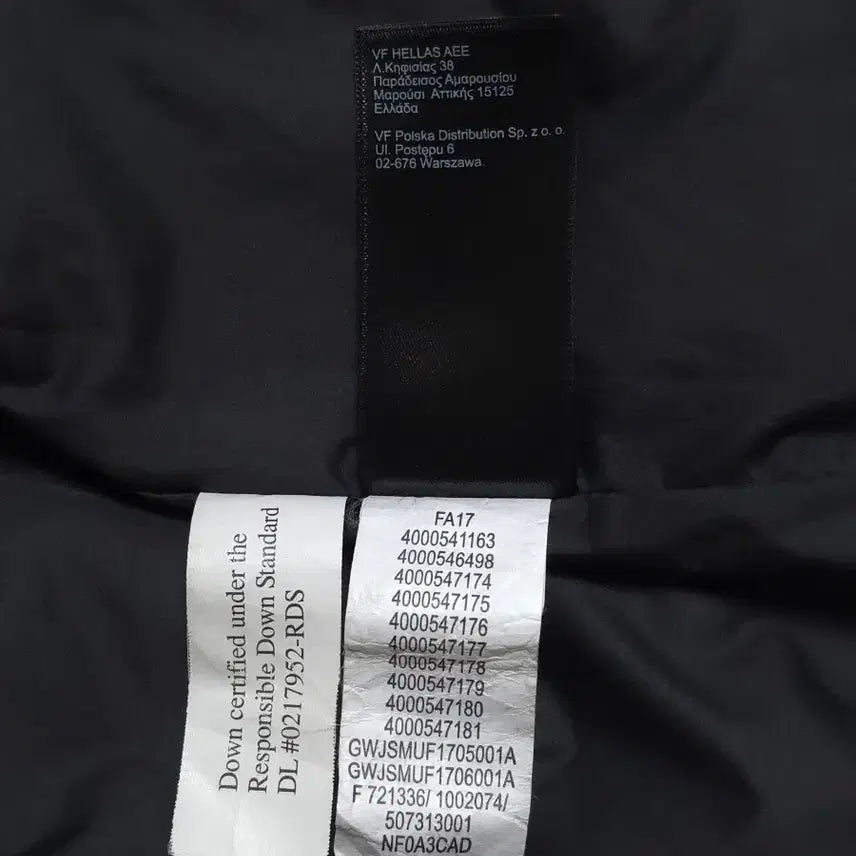 VF HELLAS AEE
Λ.Κηφισίας 38
Παράδεισος Αμαρουσίου
Μαρούσι Αττικής 15125
Ελλάδα
VF Polska Distribution Sp. z o. o.
Ul. Postępu 6
02-676 Warszawa.
Down certified under the
Responsible Down Standard
DL #0217952-RDS
FA17
4000541163
4000546498
4000547174
4000547175
4000547176
4000547177
4000547178
4000547179
4000547180
4000547181
GWJSMUF1705001A
GWJSMUF1706001A
F 721336/ 1002074/
507313001
NF0A3CAD